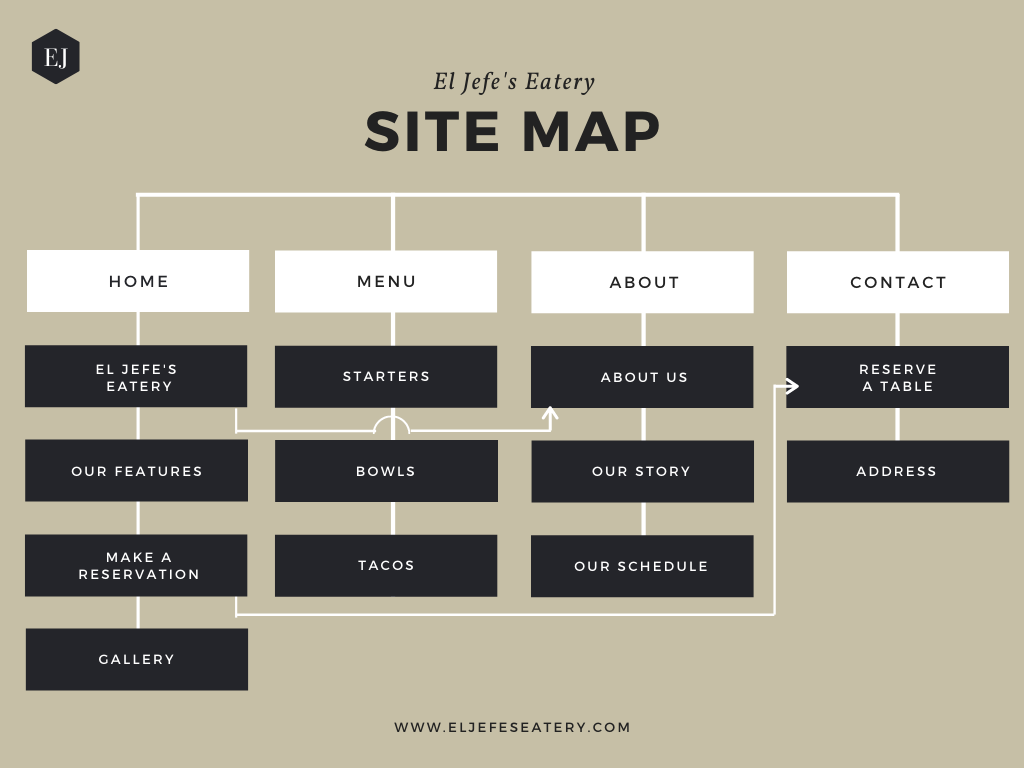 EJ
El Jefe's Eatery
SITE MAP
HOME
MENU
ABOUT
CONTACT
EL JEFE'S
EATERY
STARTERS
ABOUT US
RESERVE
A TABLE
OUR FEATURES
BOWLS
OUR STORY
ADDRESS
MAKE A
RESERVATION
TACOS
OUR SCHEDULE
GALLERY
WWW.ELJEFESEATERY.COM